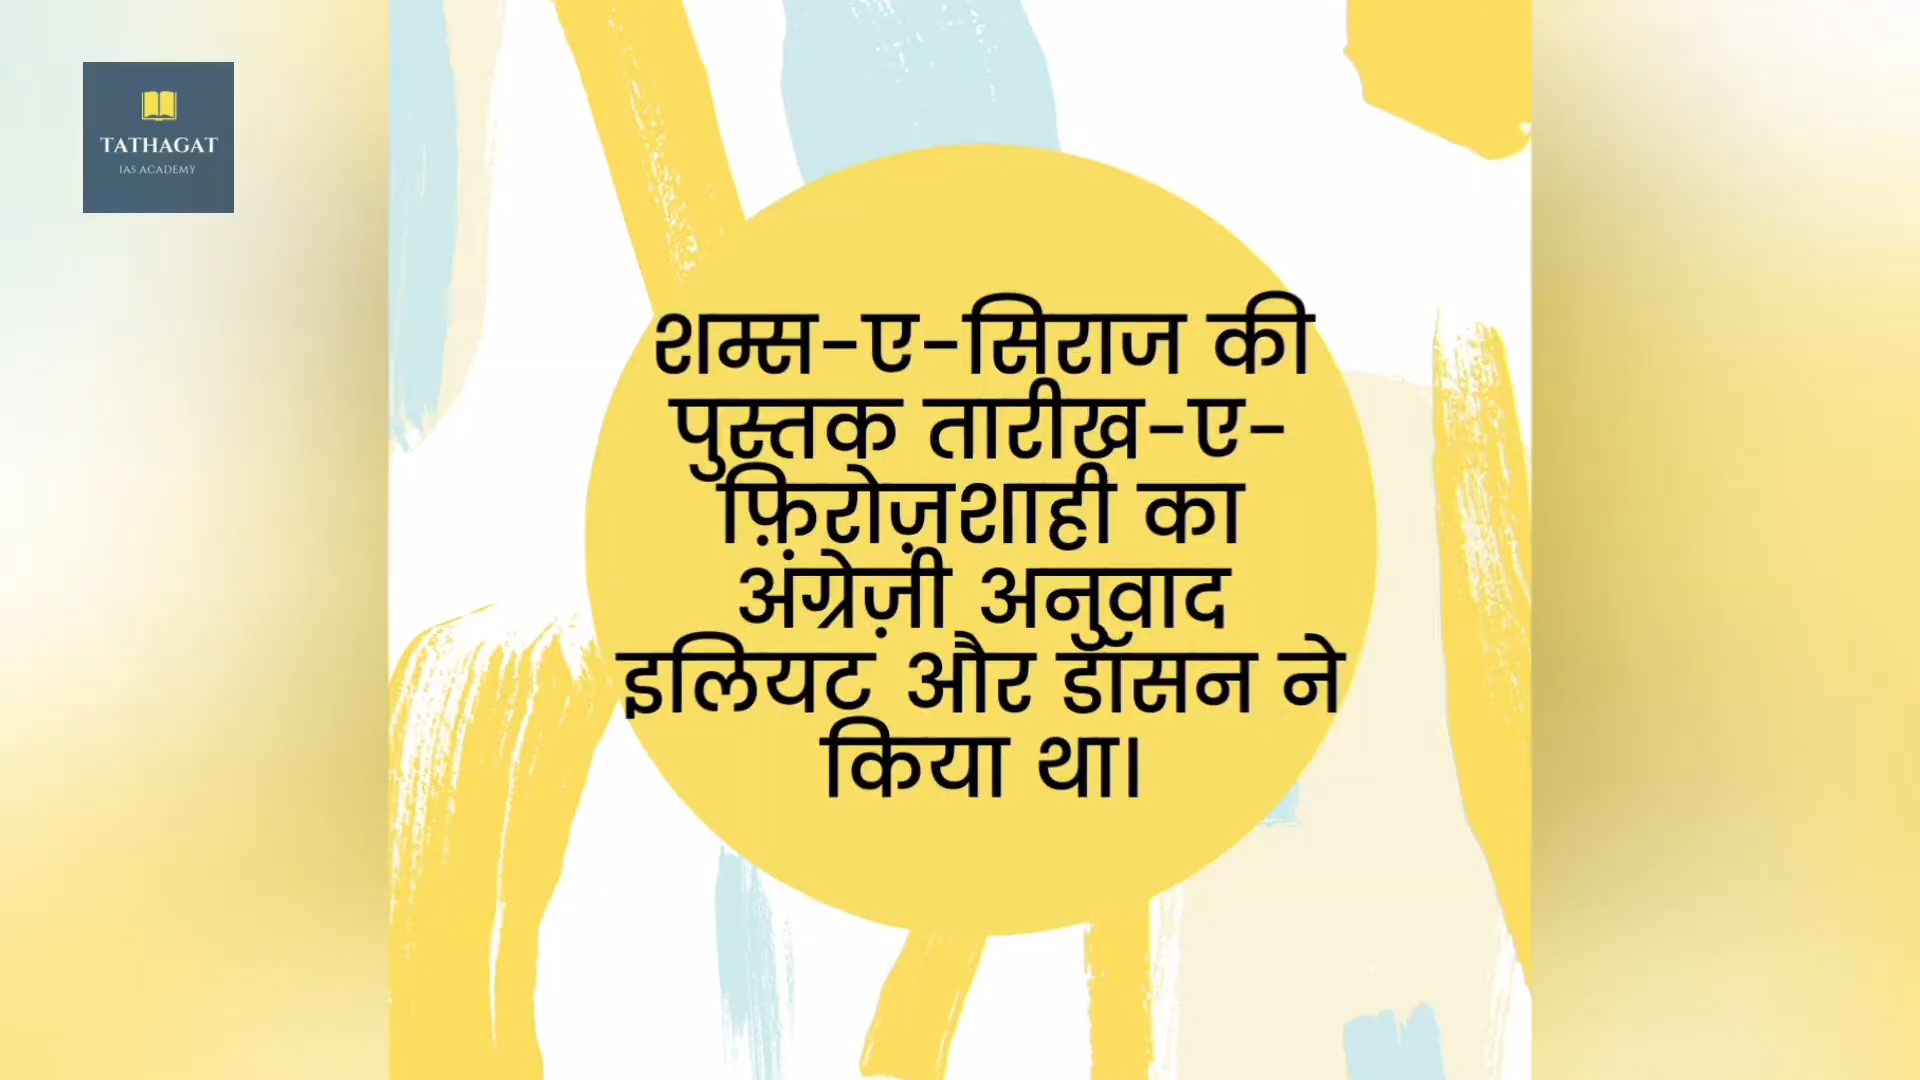 TATHAGAT
IAS ACADEMY
शम्स-ए-सिराज की
पुस्तक तारीख-ए-
फ़िरोज़शाही का
अंग्रेज़ी अनुवाद
इलियट और डॉसन ने
किया था।